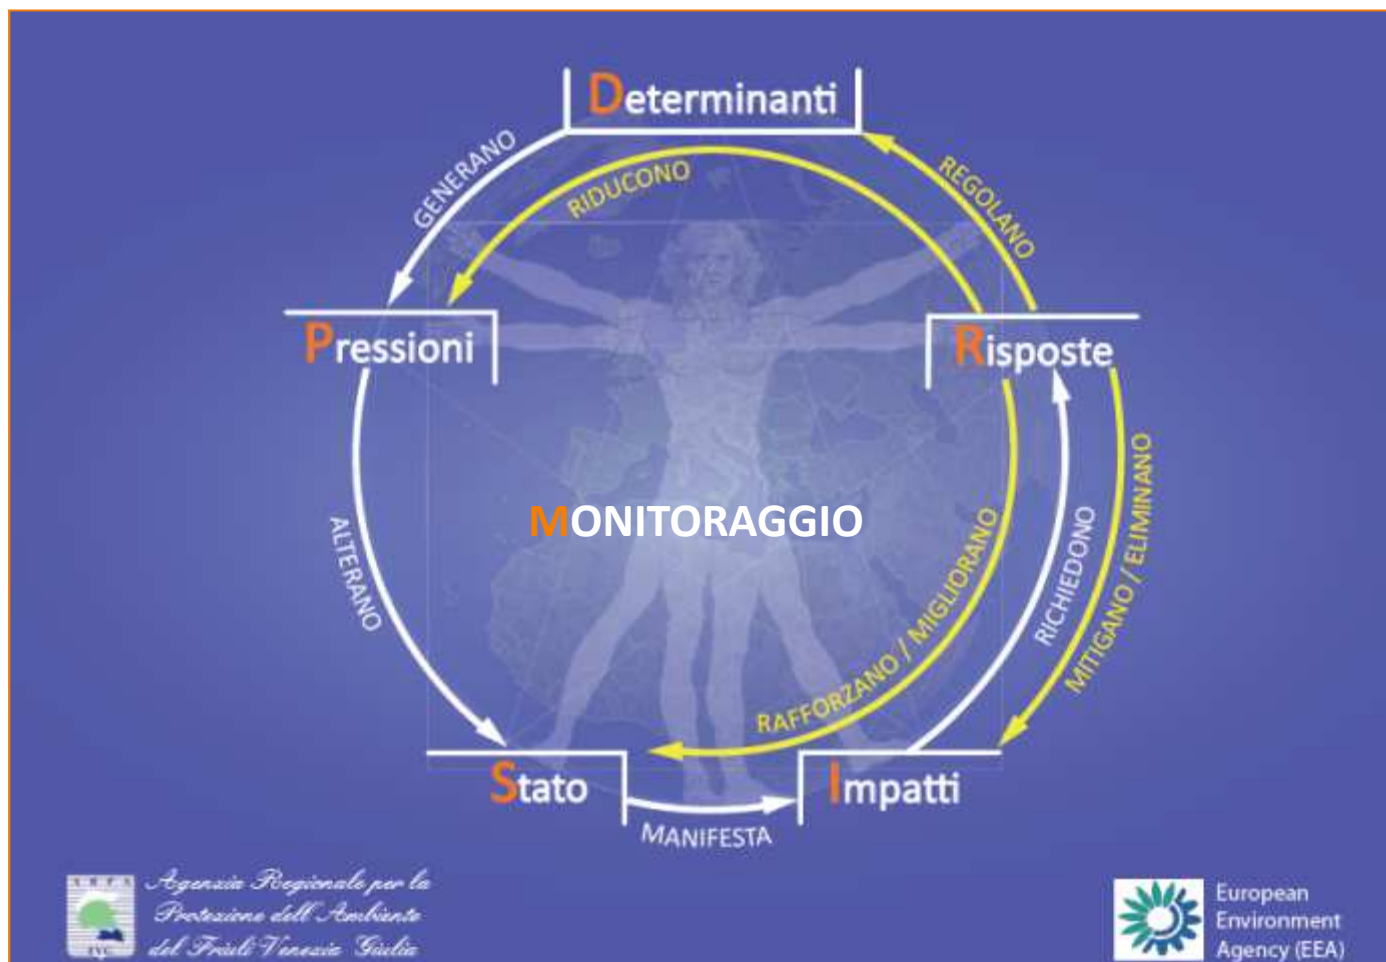 Determinanti
GENERANO
RIDUCONO
REGOLANO
Pressioni
Risposte
MONITORAGGIO
ALTERANO
RAFFORZANO / MIGLIORANO
RICHIEDONO
MITIGANO / ELIMINANO
Stato
Impatti
MANIFESTA
Agenzia Regionale per la
Protezione dell'Ambiente
del Friuli Venezia Giulia
European
Environment
Agency (EEA)